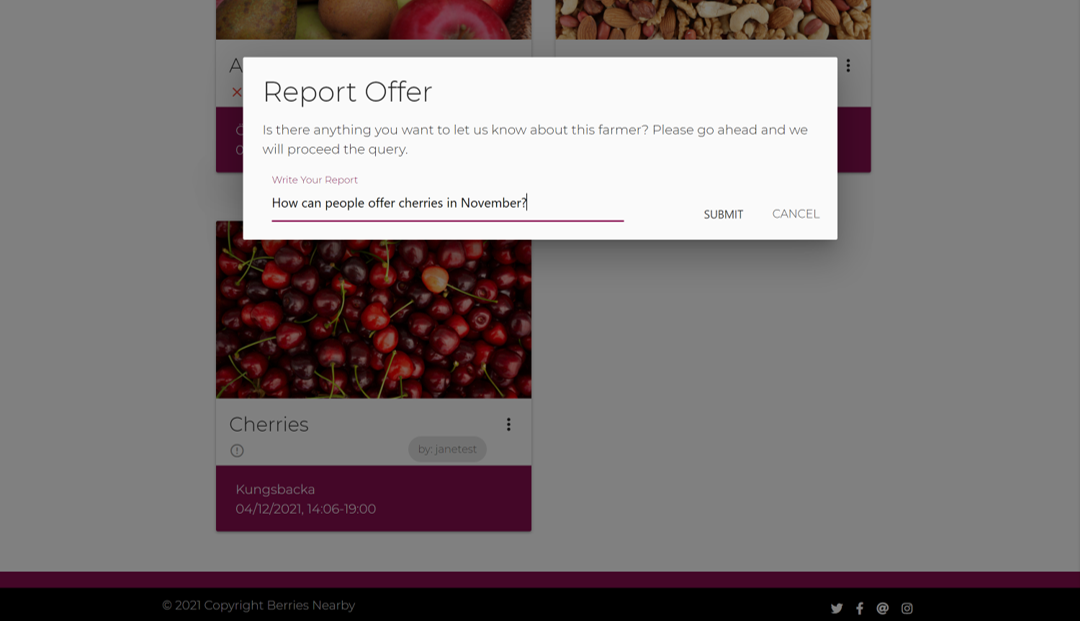 Report Offer
Is there anything you want to let us know about this farmer? Please go ahead and we
will proceed the query.
Write Your Report
How can people offer cherries in November?
SUBMIT
CANCEL
Cherries
by: janetest
Kungsbacka
04/12/2021, 14:06-19:00
© 2021 Copyright Berries Nearby